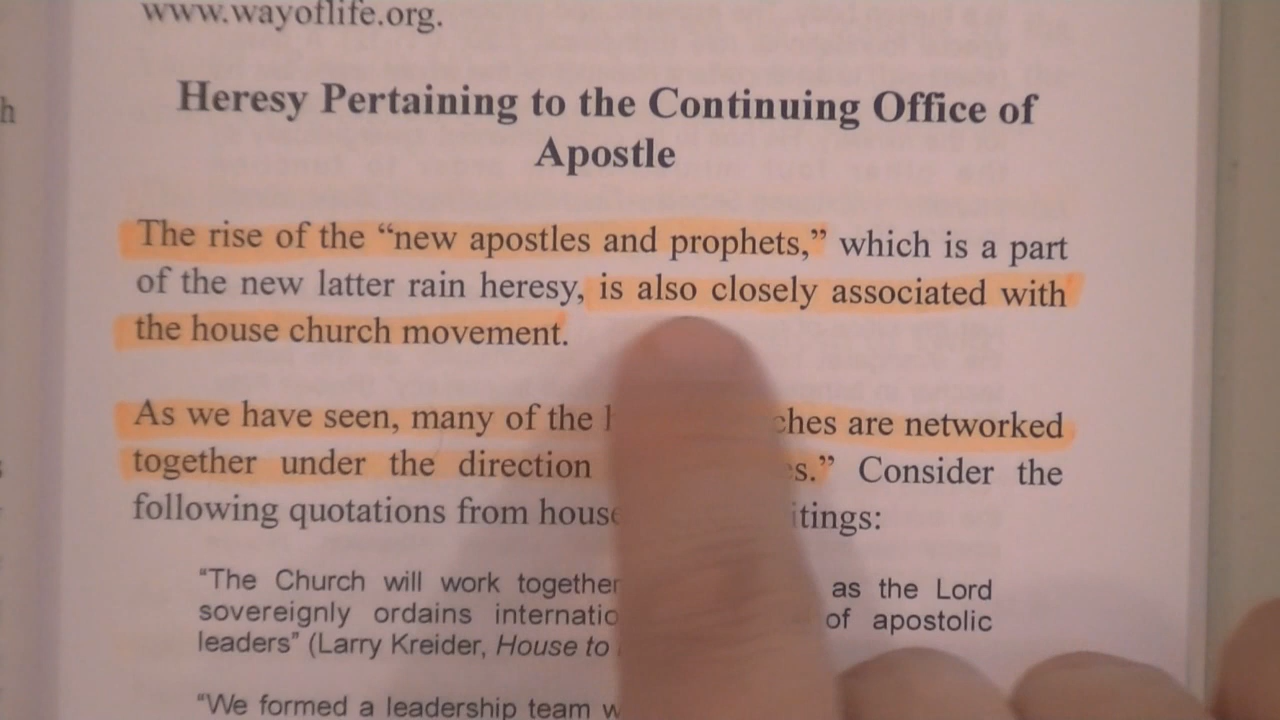 www.wayoflife.org.
Heresy Pertaining to the Continuing Office of
Apostle
The rise of the “new apostles and prophets,” which is a part
of the new latter rain heresy, is also closely associated with
the house church movement.
As we have seen, many of the are networked
together under the direction Consider the
following quotations from
“The Church will work together as the Lord
sovereignly ordains of apostolic
leaders” (Larry Kreider, House to
“We formed a leadership team